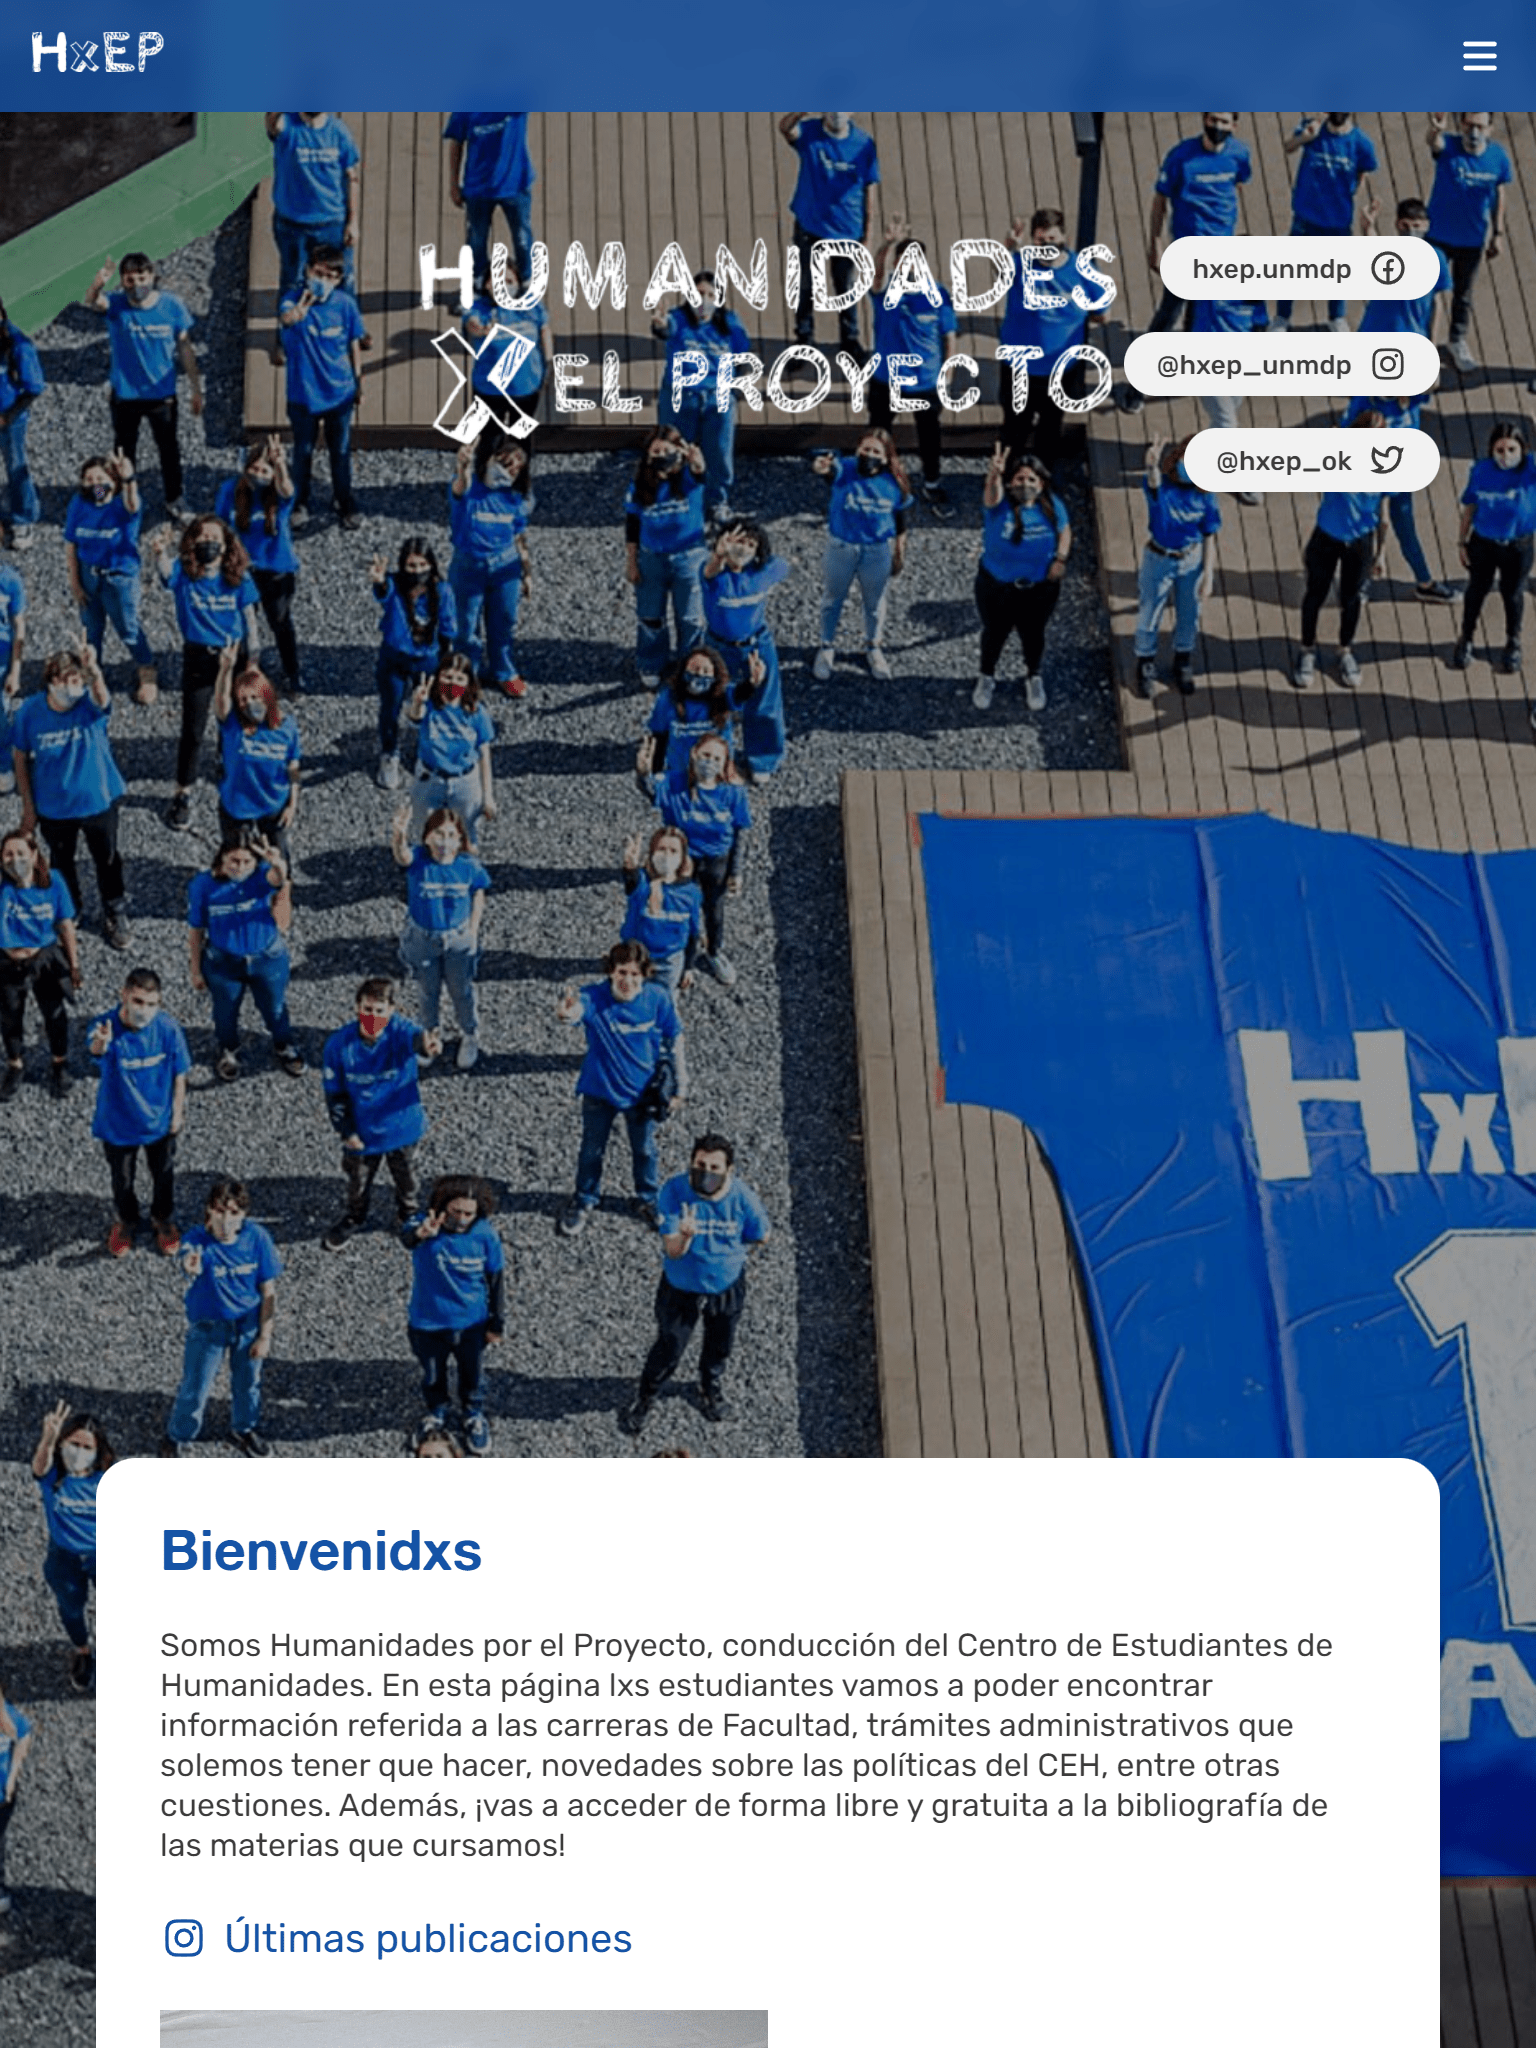 HxEP
HUMANIDADES
X EL PROYECTO
hxep.unmdp
@hxep_unmdp
@hxep_ok
Hx
Bienvenidxs
Somos Humanidades por el Proyecto, conducción del Centro de Estudiantes de
Humanidades. En esta página lxs estudiantes vamos a poder encontrar
información referida a las carreras de Facultad, trámites administrativos que
solemos tener que hacer, novedades sobre las políticas del CEH, entre otras
cuestiones. Además, ¡vas a acceder de forma libre y gratuita a la bibliografía de
las materias que cursamos!
Últimas publicaciones